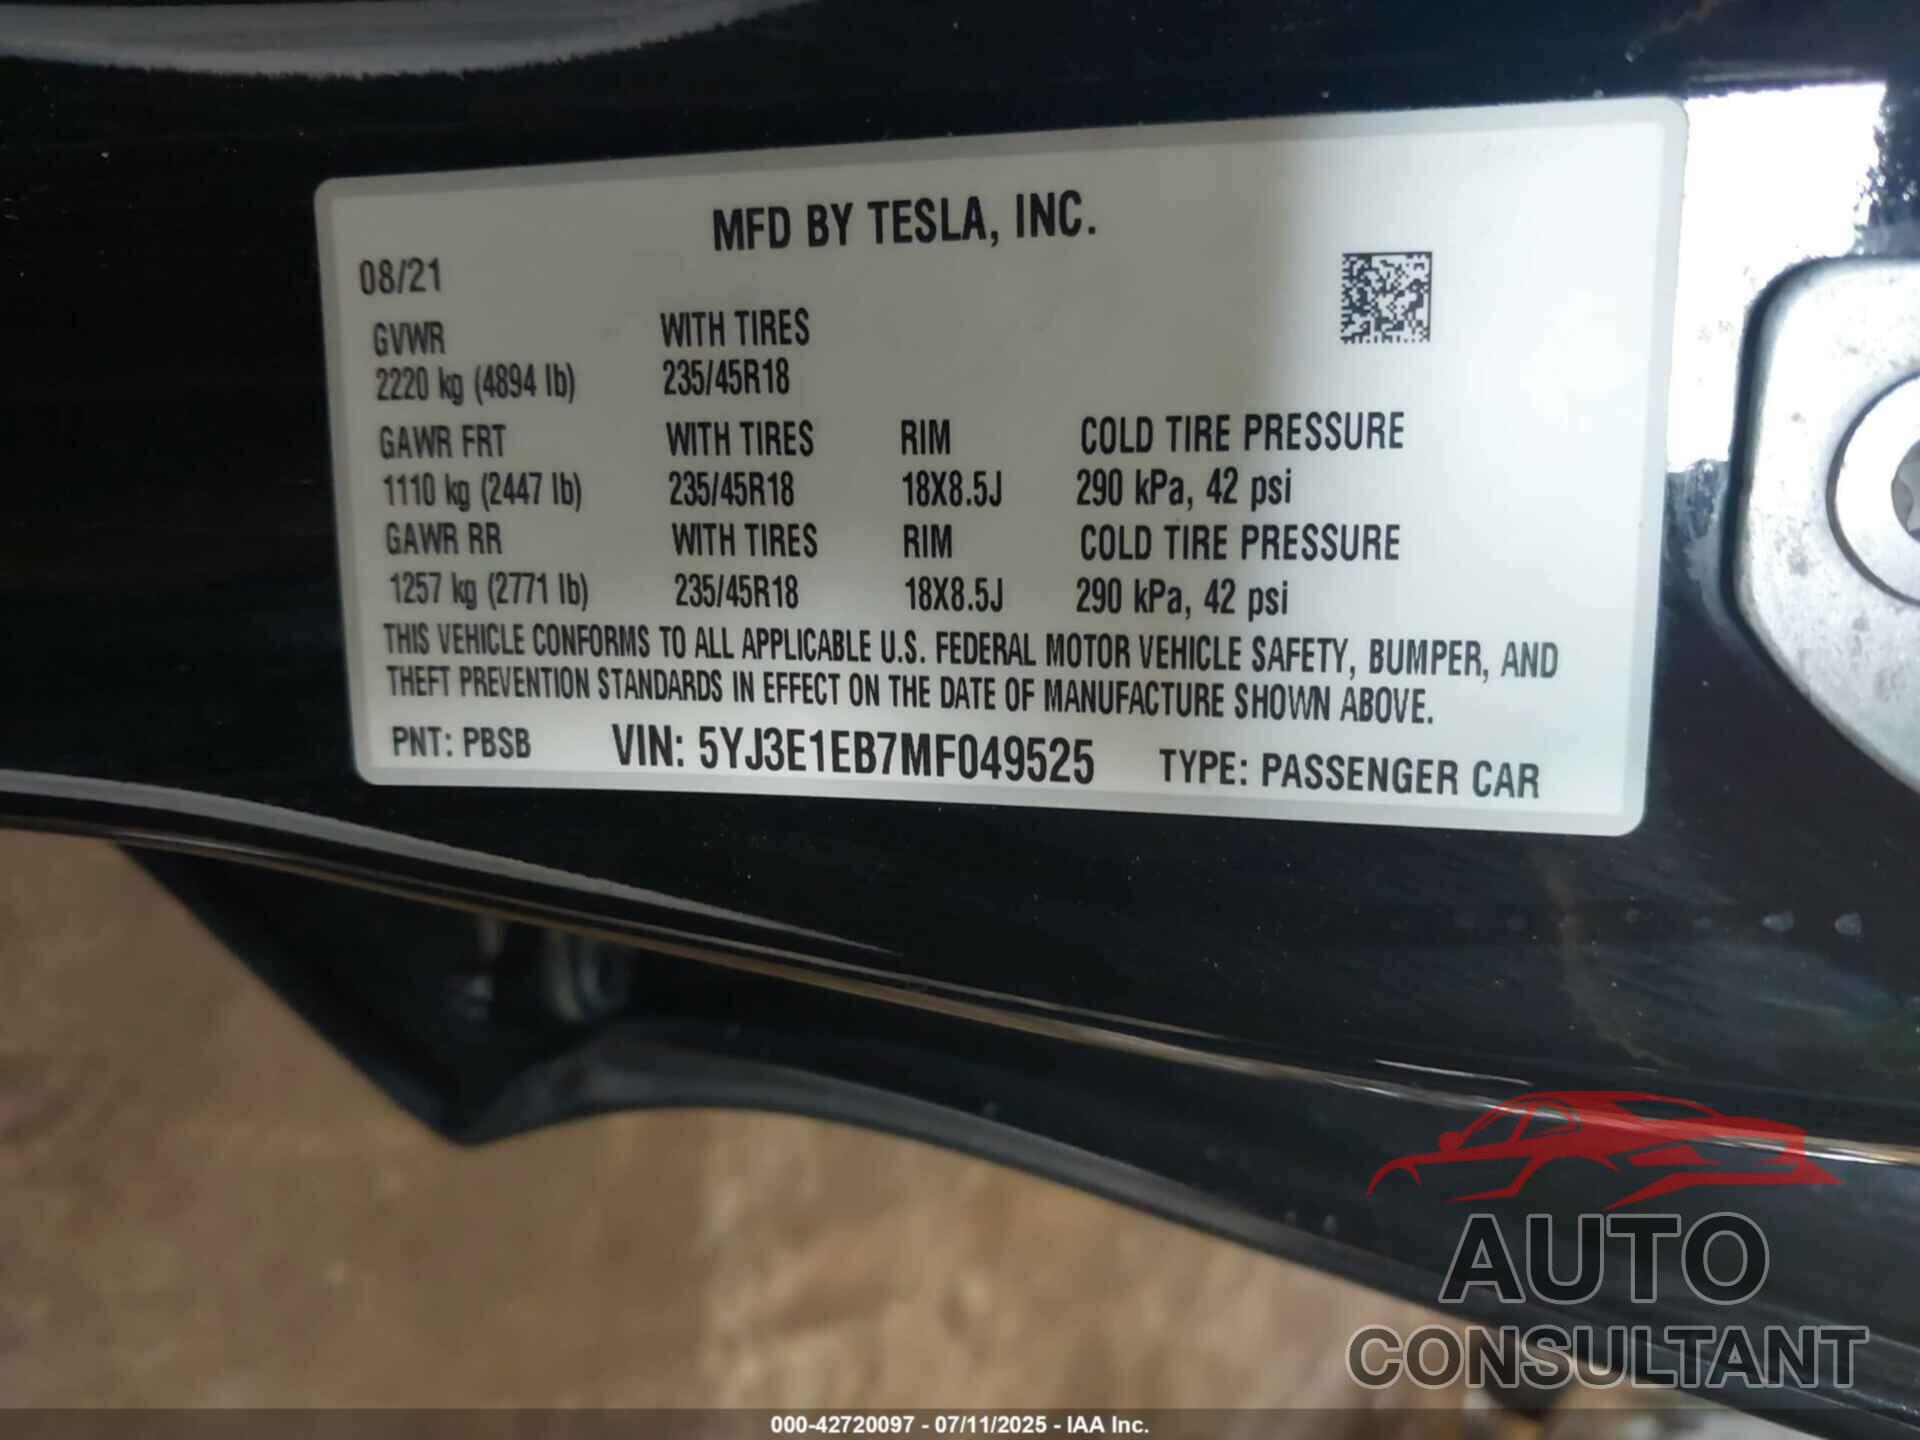 MFD BY TESLA, INC.
08/21
GVWR WITH TIRES
2220 kg (4894 lb) 235/45R18
GAWR FRT WITH TIRES RIM COLD TIRE PRESSURE
1110 kg (2447 lb) 235/45R18 18X8.5J 290 kPa, 42 psi
GAWR RR WITH TIRES RIM COLD TIRE PRESSURE
1257 kg (2771 lb) 235/45R18 18X8.5J 290 kPa, 42 psi
THIS VEHICLE CONFORMS TO ALL APPLICABLE U.S. FEDERAL MOTOR VEHICLE SAFETY, BUMPER, AND
THEFT PREVENTION STANDARDS IN EFFECT ON THE DATE OF MANUFACTURE SHOWN ABOVE.
PNT: PBSB VIN: 5YJ3E1EB7MF049525 TYPE: PASSENGER CAR
AUTO
CONSULTANT
000-42720097 - 07/11/2025 - IAA Inc.